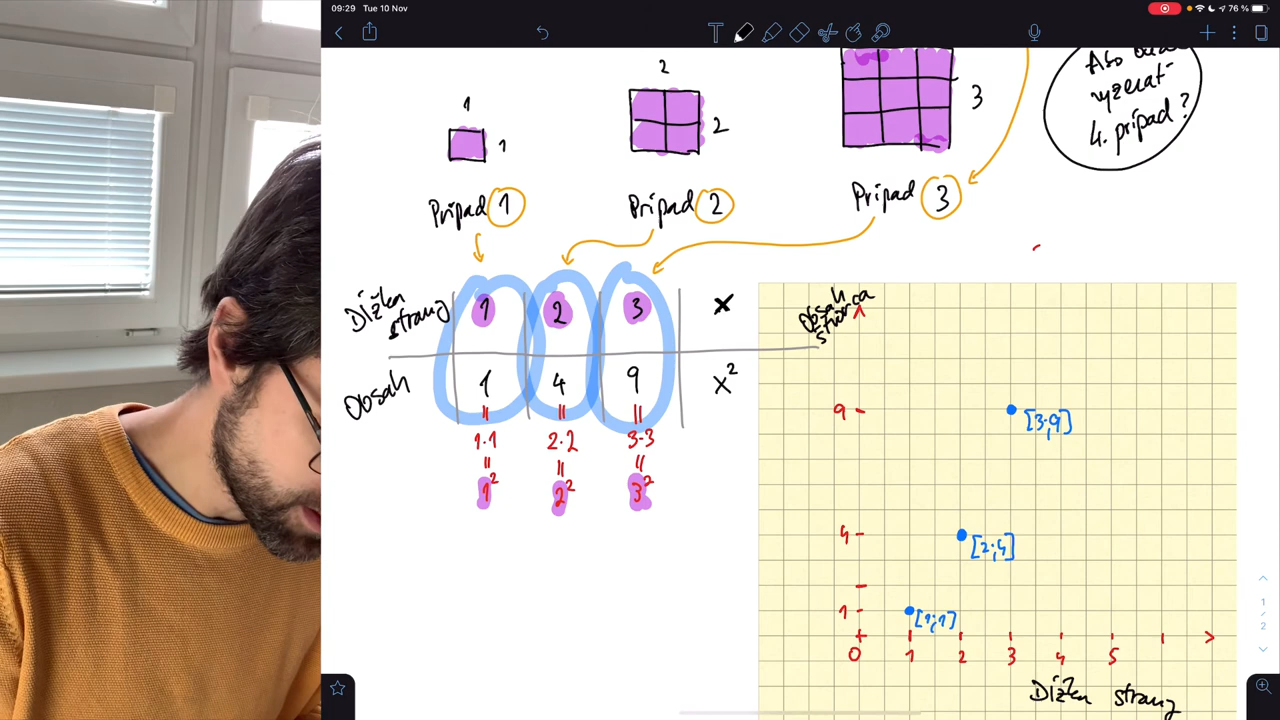 09:29 Tue 10 Nov
76 %
T
1
1
2
2
3
vyzerať
4. prípad?
Prípad 1
Prípad 2
Prípad 3
Dĺžka strany 1 2 3 x
Obsah 1 4 9 x²
= = =
1·1 2·2 3·3
= = =
1² 2² 3²
Obsah
štvorca
9
[3;9]
4
[2;4]
1
[1;1]
0 1 2 3 4 5
Dĺžka strany
1
/
2